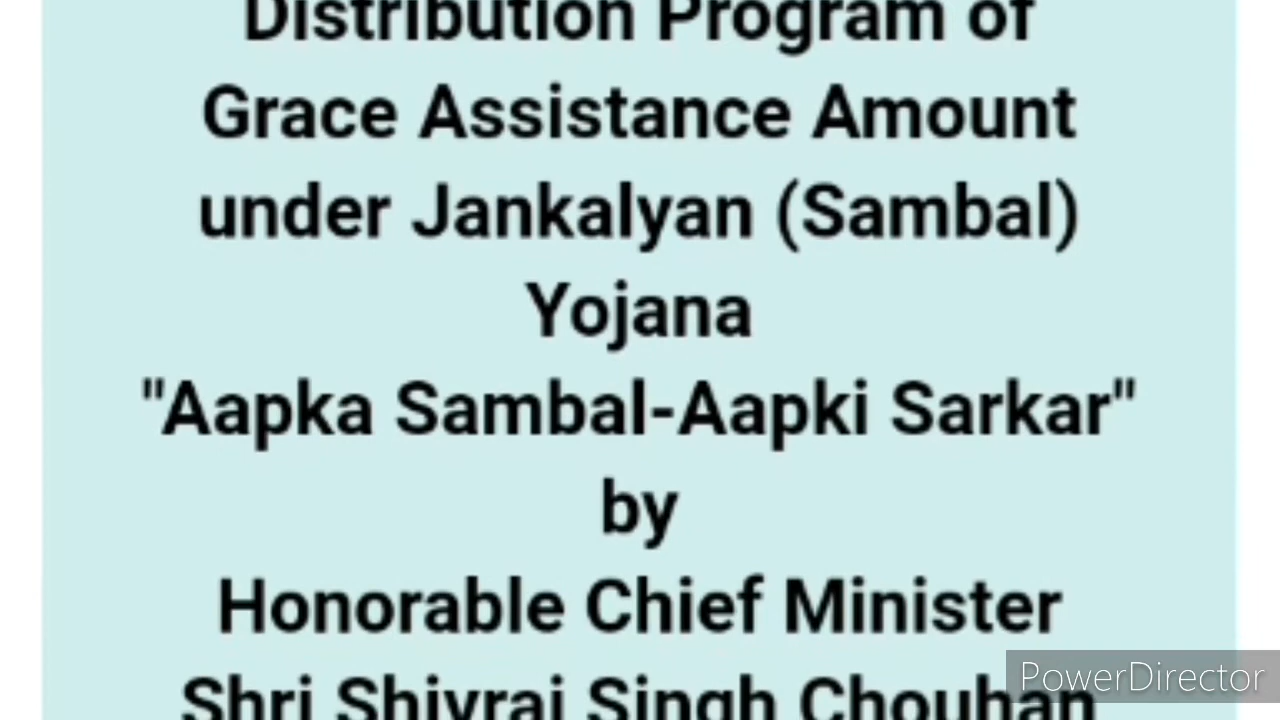 Distribution Program of
Grace Assistance Amount
under Jankalyan (Sambal)
Yojana
"Aapka Sambal-Aapki Sarkar"
by
Honorable Chief Minister
Shri Shivraj Singh Chouhan
PowerDirector